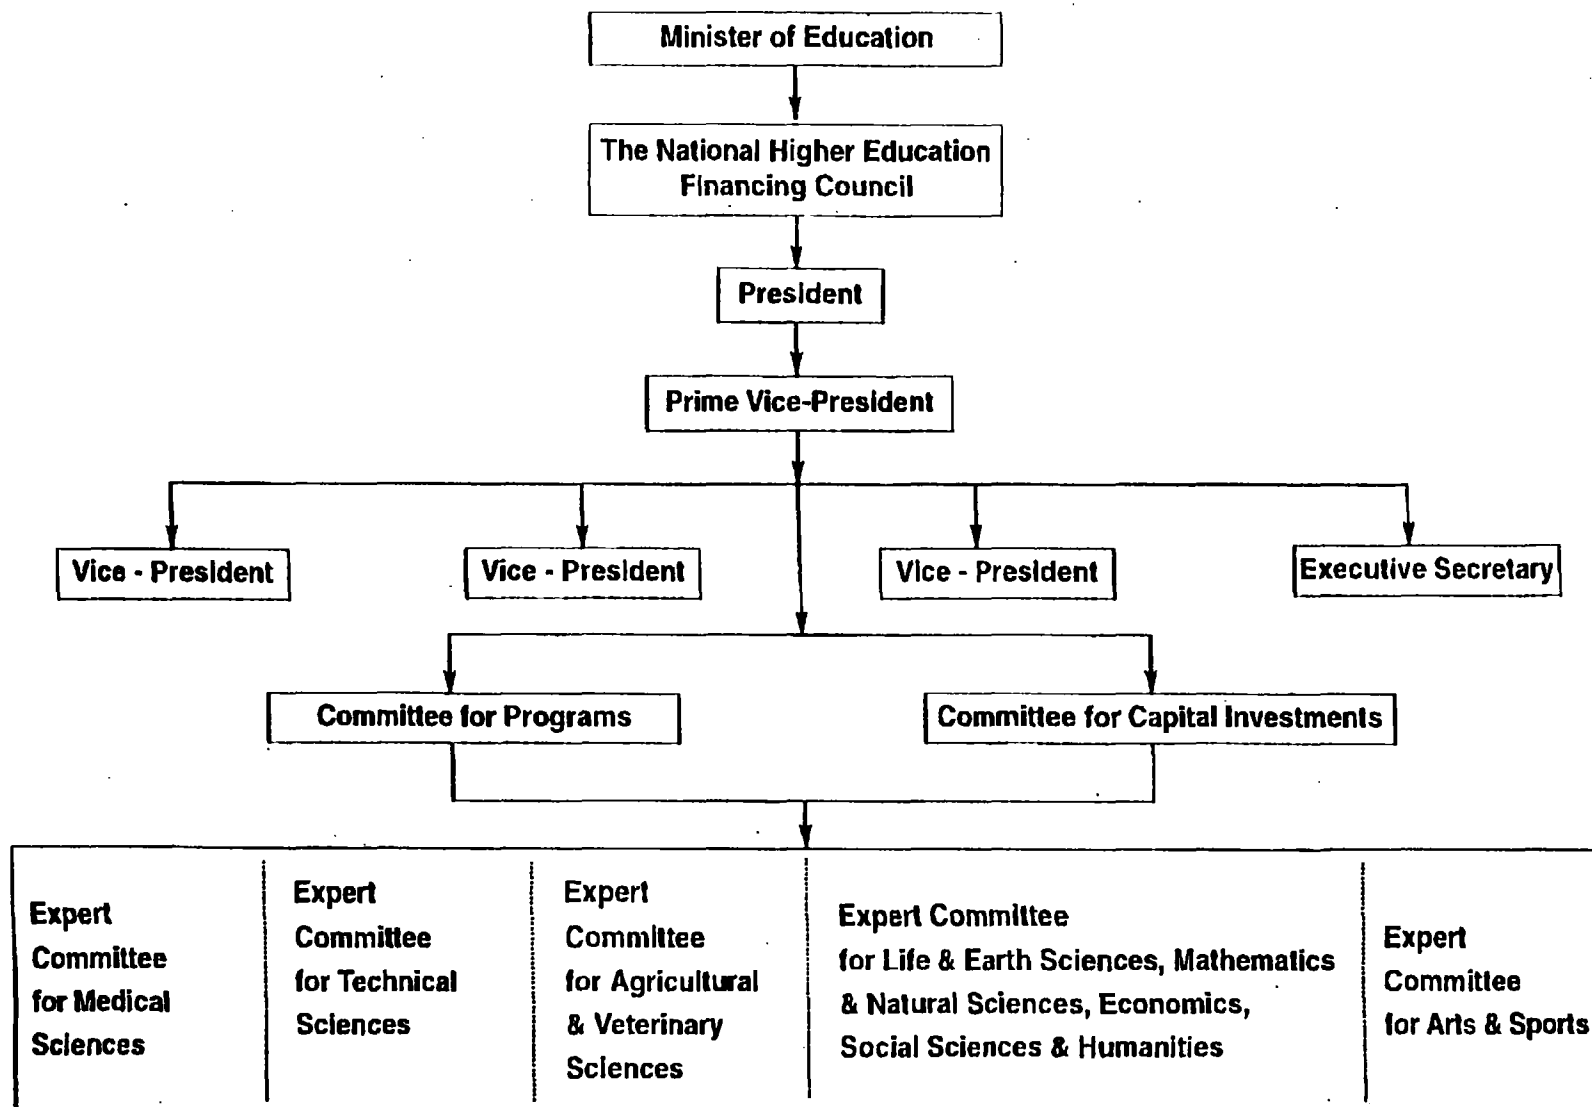 Minister of Education
The National Higher Education
Financing Council
President
Prime Vice-President
Vice - President
Vice - President
Vice - President
Executive Secretary
Committee for Programs
Committee for Capital Investments
Expert
Committee
for Medical
Sciences
Expert
Committee
for Technical
Sciences
Expert
Committee
for Agricultural
& Veterinary
Sciences
Expert Committee
for Life & Earth Sciences, Mathematics
& Natural Sciences, Economics,
Social Sciences & Humanities
Expert
Committee
for Arts & Sports